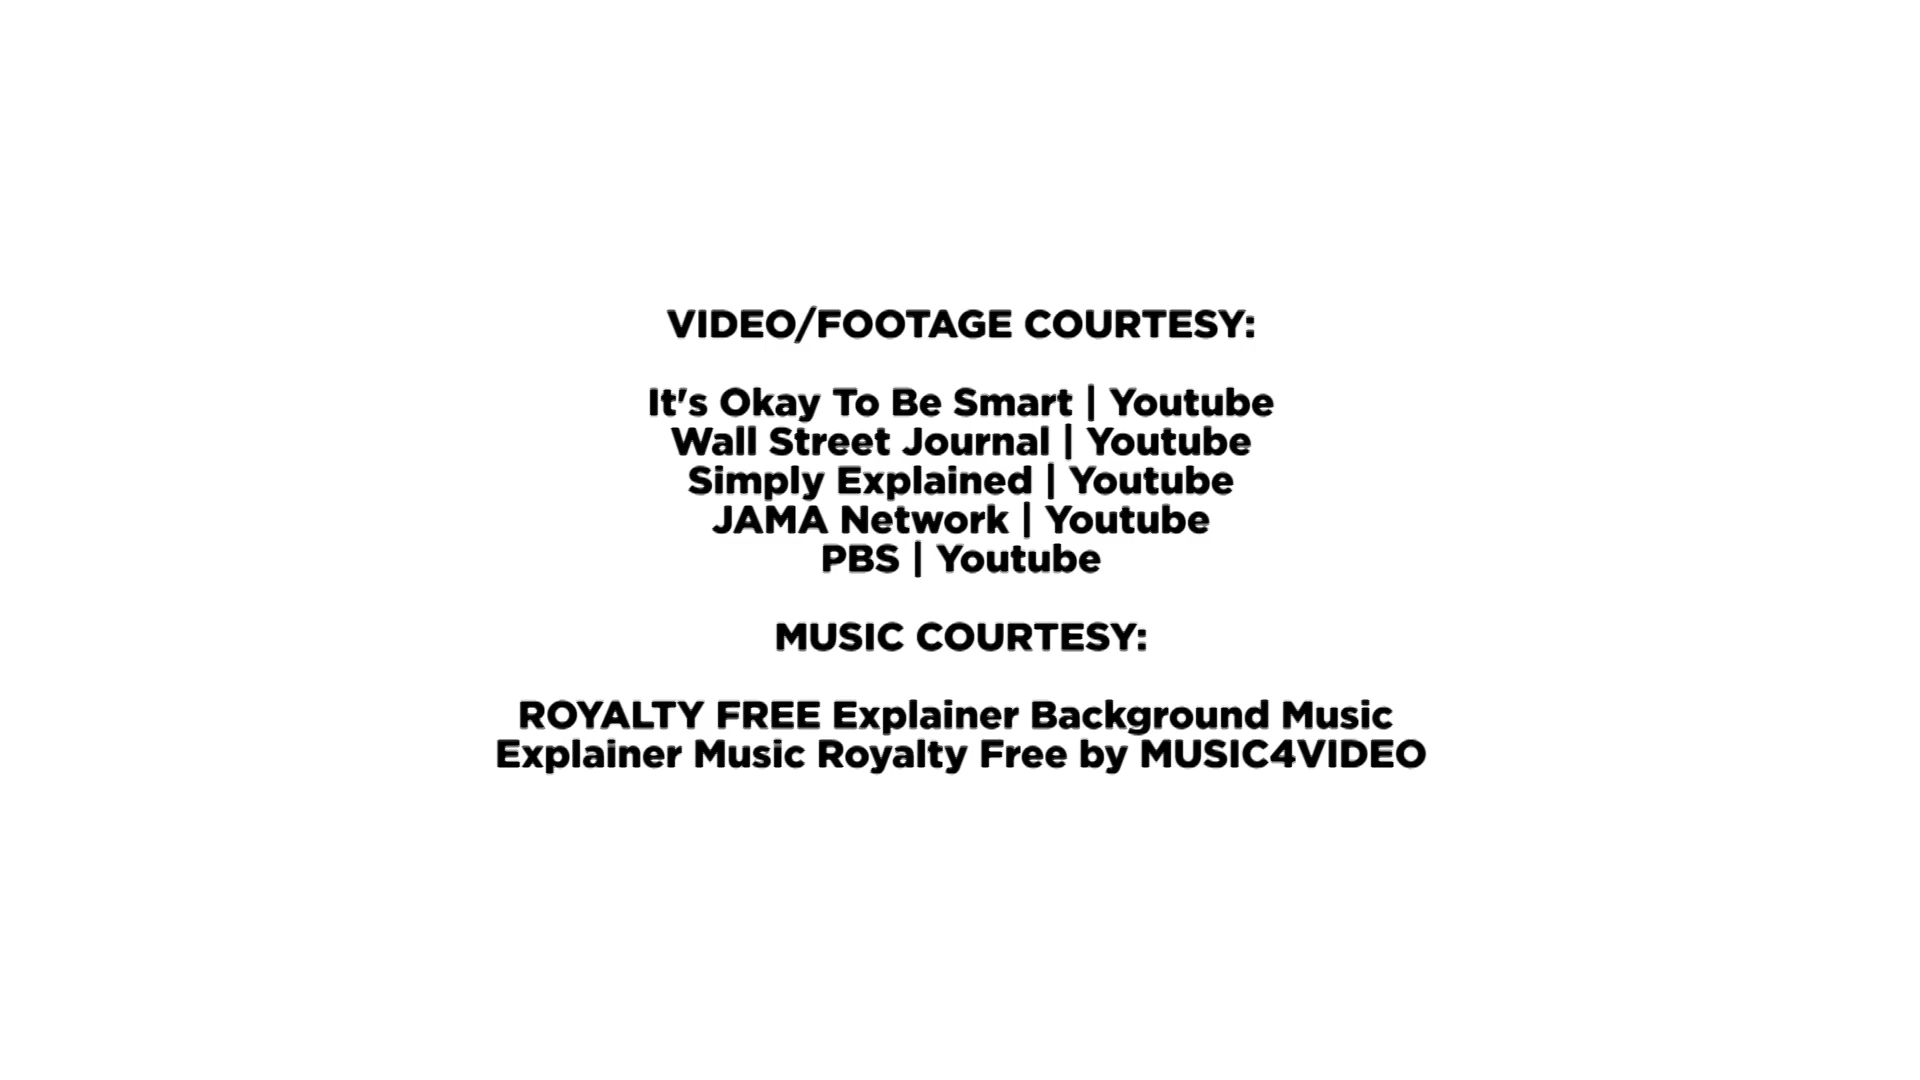 VIDEO/FOOTAGE COURTESY:
It's Okay To Be Smart | Youtube
Wall Street Journal | Youtube
Simply Explained | Youtube
JAMA Network | Youtube
PBS | Youtube
MUSIC COURTESY:
ROYALTY FREE Explainer Background Music
Explainer Music Royalty Free by MUSIC4VIDEO